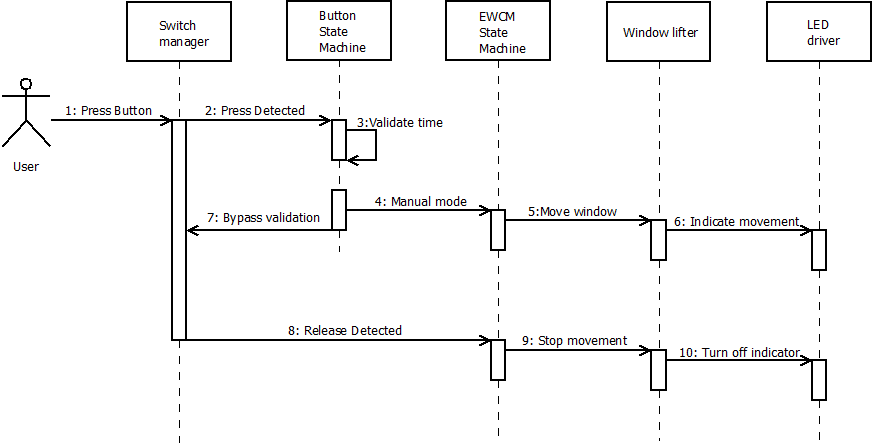 Switch
manager
Button
State
Machine
EWCM
State
Machine
Window lifter
LED
driver
User
1: Press Button
2: Press Detected
3:Validate time
4: Manual mode
5:Move window
6: Indicate movement
7: Bypass validation
8: Release Detected
9: Stop movement
10: Turn off indicator